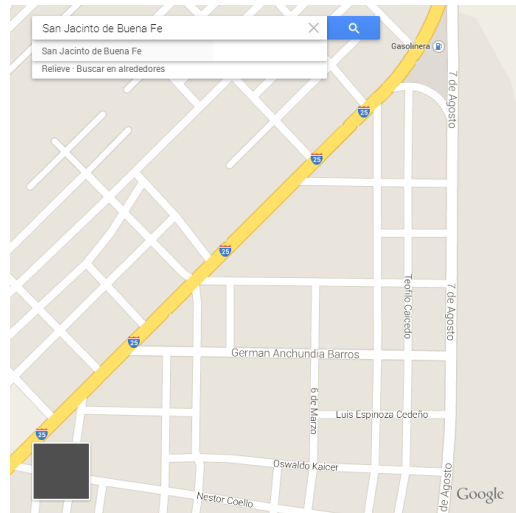 San Jacinto de Buena Fe
San Jacinto de Buena Fe
Relieve · Buscar en alrededores
Gasolinera
7 de Agosto
25
25
25
Teofilo Caicedo
7 de Agosto
25
German Anchundia Barros
6 de Marzo
Luis Espinoza Cedeño
25
Oswaldo Kaicer
de Agosto
Nestor Coello
Google